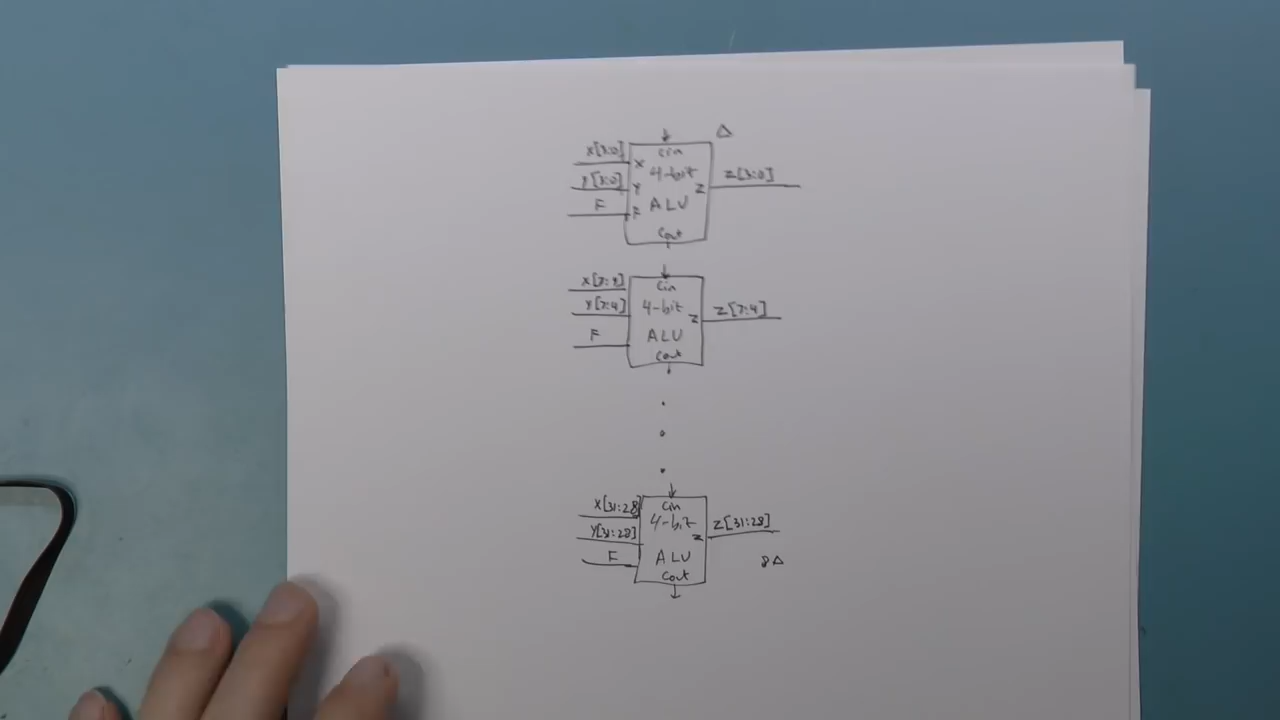 Δ
X[3:0] Cin
X 4-bit Z[3:0]
Y[3:0] Y Z
F F ALU
Cout
X[7:4] Cin
Y[7:4] 4-bit Z Z[7:4]
F ALU
Cout
X[31:28] Cin
4-bit Z[31:28]
Y[31:28] Z
F ALU 8Δ
Cout